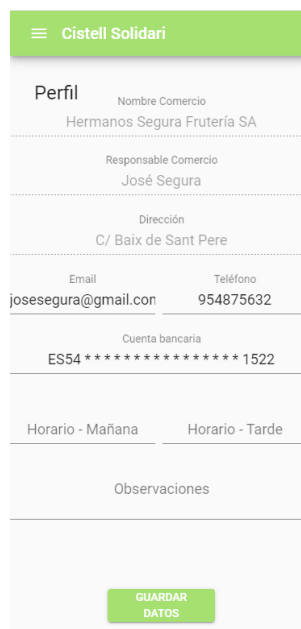 Cistell Solidari
Perfil
Nombre Comercio
Hermanos Segura Frutería SA
Responsable Comercio
José Segura
Dirección
C/ Baix de Sant Pere
Email
Teléfono
josesegura@gmail.con
954875632
Cuenta bancaria
ES54 * * * * * * * * * * * * * * * * 1522
Horario - Mañana
Horario - Tarde
Observaciones
GUARDAR
DATOS